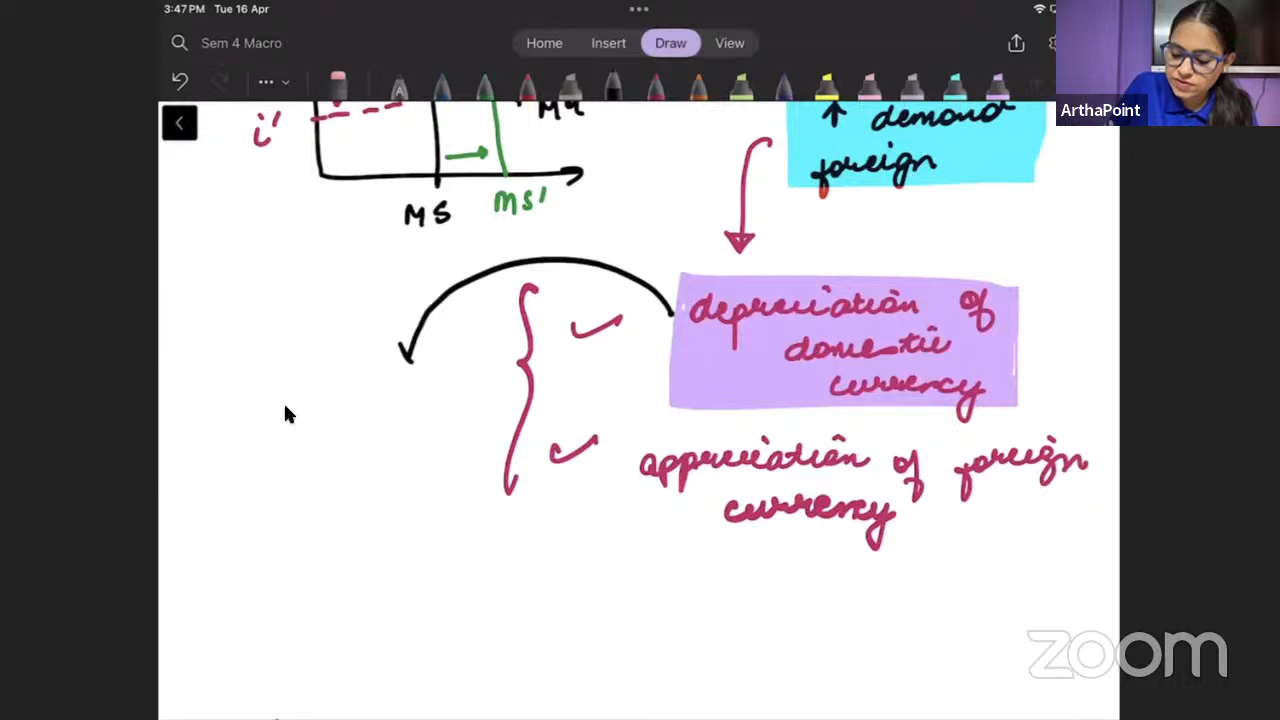 3:47 PM Tue 16 Apr
Sem 4 Macro
Home Insert Draw View
A
ArthaPoint
i'
Md
MS
MS'
↑ demand
foreign
depreciation of
domestic
currency
appreciation of foreign
currency
zoom